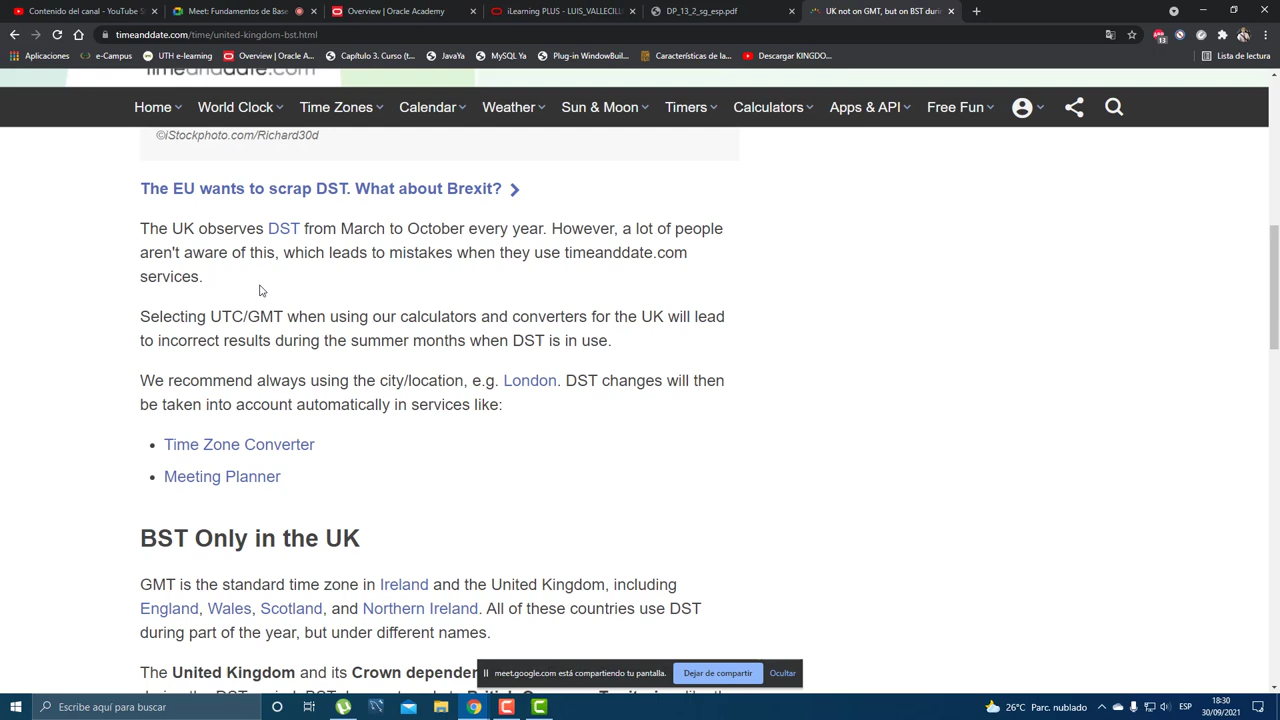 Contenido del canal - YouTube S
Meet: Fundamentos de Base
Overview | Oracle Academy
iLearning PLUS - LUIS_VALLECILL
DP_13_2_sg_esp.pdf
UK not on GMT, but on BST duri
timeanddate.com/time/united-kingdom-bst.html
Aplicaciones
e-Campus
UTH e-learning
Overview | Oracle A...
Capítulo 3. Curso (t...
JavaYa
MySQL Ya
Plug-in WindowBuil...
Características de la...
Descargar KINGDO...
Lista de lectura
timeanddate.com
Home
World Clock
Time Zones
Calendar
Weather
Sun & Moon
Timers
Calculators
Apps & API
Free Fun
©iStockphoto.com/Richard30d
The EU wants to scrap DST. What about Brexit?
The UK observes DST from March to October every year. However, a lot of people
aren't aware of this, which leads to mistakes when they use timeanddate.com
services.
Selecting UTC/GMT when using our calculators and converters for the UK will lead
to incorrect results during the summer months when DST is in use.
We recommend always using the city/location, e.g. London. DST changes will then
be taken into account automatically in services like:
• Time Zone Converter
• Meeting Planner
BST Only in the UK
GMT is the standard time zone in Ireland and the United Kingdom, including
England, Wales, Scotland, and Northern Ireland. All of these countries use DST
during part of the year, but under different names.
The United Kingdom and its Crown depender
meet.google.com está compartiendo tu pantalla.
Dejar de compartir
Ocultar
Escribe aquí para buscar
26°C Parc. nublado
ESP
18:30
30/09/2021